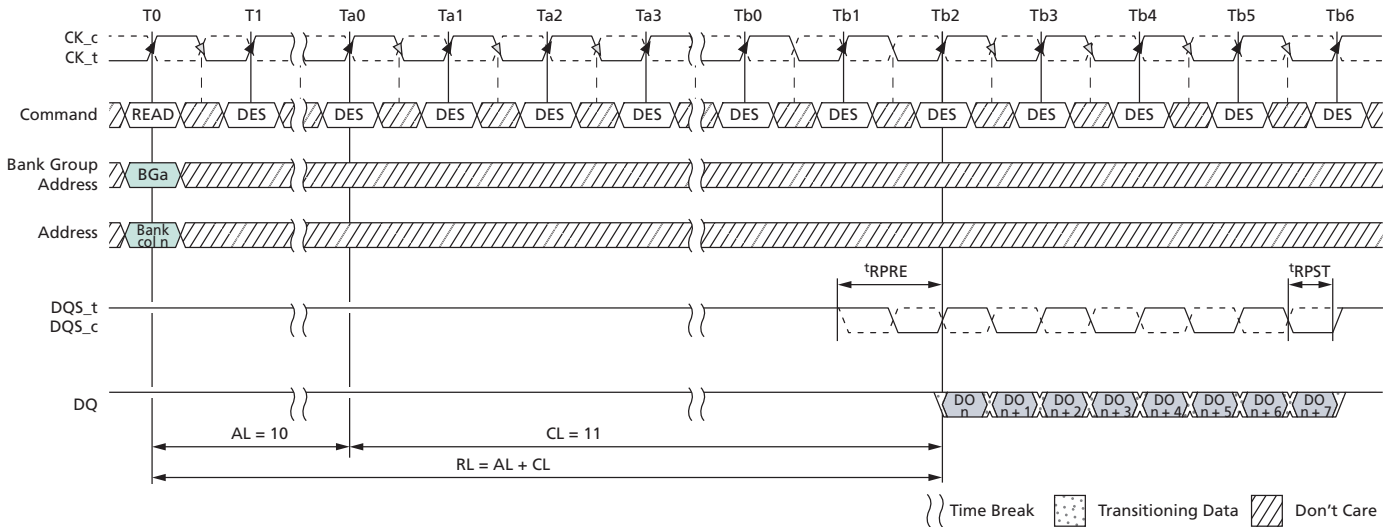 T0 T1 Ta0 Ta1 Ta2 Ta3 Tb0 Tb1 Tb2 Tb3 Tb4 Tb5 Tb6
CK_c
CK_t
Command READ DES DES DES DES DES DES DES DES DES DES DES DES
Bank Group
Address
BGa
Address
Bank
col n
tRPRE
tRPST
DQS_t
DQS_c
DQ
DO DO DO DO DO DO DO DO
n n + 1 n + 2 n + 3 n + 4 n + 5 n + 6 n + 7
AL = 10
CL = 11
RL = AL + CL
Time Break Transitioning Data Don't Care